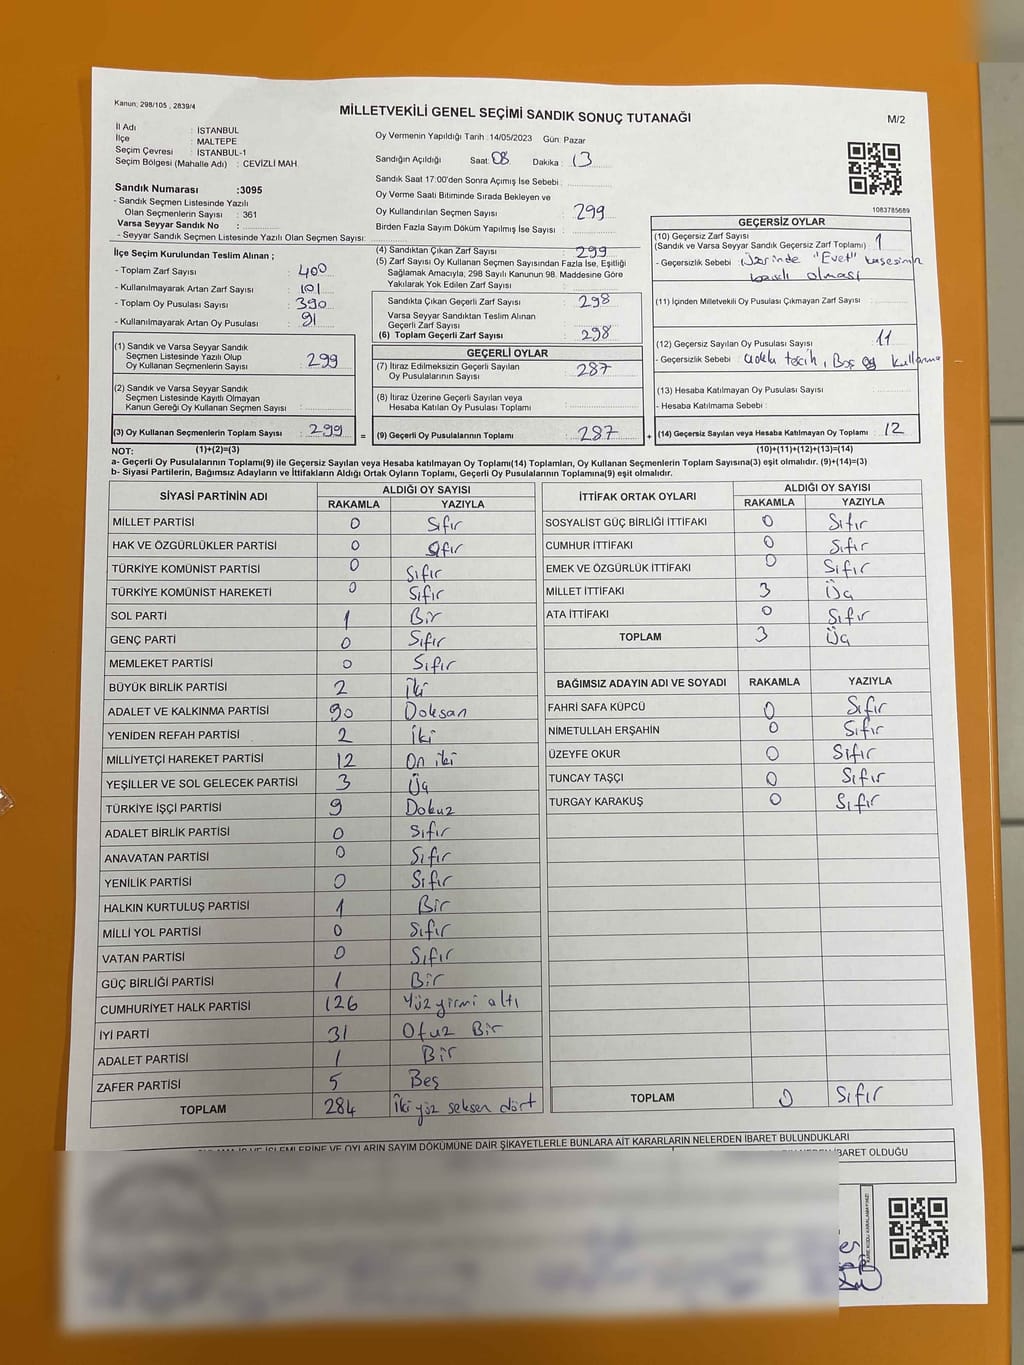 Kanun; 298/105 , 2839/4
MİLLETVEKİLİ GENEL SEÇİMİ SANDIK SONUÇ TUTANAĞI
M/2
İl Adı : İSTANBUL
İlçe : MALTEPE
Seçim Çevresi : İSTANBUL-1
Seçim Bölgesi (Mahalle Adı) : CEVİZLİ MAH.
Oy Vermenin Yapıldığı Tarih : 14/05/2023 Gün: Pazar
Sandığın Açıldığı Saat: 08 Dakika : 13
Sandık Saat 17:00'den Sonra Açımış İse Sebebi :
Oy Verme Saati Bitiminde Sırada Bekleyen ve
Oy Kullandırılan Seçmen Sayısı : 299
Birden Fazla Sayım Döküm Yapılmış İse Sayısı :
Sandık Numarası :3095
- Sandık Seçmen Listesinde Yazılı
Olan Seçmenlerin Sayısı : 361
Varsa Seyyar Sandık No :
- Seyyar Sandık Seçmen Listesinde Yazılı Olan Seçmen Sayısı:
1083785689
İlçe Seçim Kurulundan Teslim Alınan ;
- Toplam Zarf Sayısı : 400
- Kullanılmayarak Artan Zarf Sayısı : 101
- Toplam Oy Pusulası Sayısı : 390
- Kullanılmayarak Artan Oy Pusulası : 91
(1) Sandık ve Varsa Seyyar Sandık
Seçmen Listesinde Yazılı Olup
Oy Kullanan Seçmenlerin Sayısı : 299
(2) Sandık ve Varsa Seyyar Sandık
Seçmen Listesinde Kayıtlı Olmayan
Kanun Gereği Oy Kullanan Seçmen Sayısı :
(3) Oy Kullanan Seçmenlerin Toplam Sayısı : 299
(4) Sandıktan Çıkan Zarf Sayısı : 299
(5) Zarf Sayısı Oy Kullanan Seçmen Sayısından Fazla İse, Eşitliği
Sağlamak Amacıyla, 298 Sayılı Kanunun 98. Maddesine Göre
Yakılarak Yok Edilen Zarf Sayısı :
Sandıkta Çıkan Geçerli Zarf Sayısı : 298
Varsa Seyyar Sandıktan Teslim Alınan
Geçerli Zarf Sayısı :
(6) Toplam Geçerli Zarf Sayısı : 298
GEÇERLİ OYLAR
(7) İtiraz Edilmeksizin Geçerli Sayılan
Oy Pusulalarının Sayısı : 287
(8) İtiraz Üzerine Geçerli Sayılan veya
Hesaba Katılan Oy Pusulası Toplamı :
= (9) Geçerli Oy Pusulalarının Toplamı : 287
GEÇERSİZ OYLAR
(10) Geçersiz Zarf Sayısı
(Sandık ve Varsa Seyyar Sandık Geçersiz Zarf Toplamı) : 1
- Geçersizlik Sebebi : Üzerinde "Evet" kaşesinin
basılı olması
(11) İçinden Milletvekili Oy Pusulası Çıkmayan Zarf Sayısı :
(12) Geçersiz Sayılan Oy Pusulası Sayısı : 11
- Geçersizlik Sebebi : Çoklu tercih, Boş oy kullanma
(13) Hesaba Katılmayan Oy Pusulası Sayısı :
- Hesaba Katılmama Sebebi :
+ (14) Geçersiz Sayılan veya Hesaba Katılmayan Oy Toplamı : 12
NOT: (1)+(2)=(3) (10)+(11)+(12)+(13)=(14)
a- Geçerli Oy Pusulalarının Toplamı(9) ile Geçersiz Sayılan veya Hesaba katılmayan Oy Toplamı(14) Toplamları, Oy Kullanan Seçmenlerin Toplam Sayısına(3) eşit olmalıdır. (9)+(14)=(3)
b- Siyasi Partilerin, Bağımsız Adayların ve İttifakların Aldığı Ortak Oyların Toplamı, Geçerli Oy Pusulalarının Toplamına(9) eşit olmalıdır.
SİYASİ PARTİNİN ADI ALDIĞI OY SAYISI
RAKAMLA YAZIYLA
MİLLET PARTİSİ 0 Sıfır
HAK VE ÖZGÜRLÜKLER PARTİSİ 0 Sıfır
TÜRKİYE KOMÜNİST PARTİSİ 0 Sıfır
TÜRKİYE KOMÜNİST HAREKETİ 0 Sıfır
SOL PARTİ 1 Bir
GENÇ PARTİ 0 Sıfır
MEMLEKET PARTİSİ 0 Sıfır
BÜYÜK BİRLİK PARTİSİ 2 İki
ADALET VE KALKINMA PARTİSİ 90 Doksan
YENİDEN REFAH PARTİSİ 2 İki
MİLLİYETÇİ HAREKET PARTİSİ 12 On iki
YEŞİLLER VE SOL GELECEK PARTİSİ 3 Üç
TÜRKİYE İŞÇİ PARTİSİ 9 Dokuz
ADALET BİRLİK PARTİSİ 0 Sıfır
ANAVATAN PARTİSİ 0 Sıfır
YENİLİK PARTİSİ 0 Sıfır
HALKIN KURTULUŞ PARTİSİ 1 Bir
MİLLİ YOL PARTİSİ 0 Sıfır
VATAN PARTİSİ 0 Sıfır
GÜÇ BİRLİĞİ PARTİSİ 1 Bir
CUMHURİYET HALK PARTİSİ 126 Yüz yirmi altı
İYİ PARTİ 31 Otuz Bir
ADALET PARTİSİ 1 Bir
ZAFER PARTİSİ 5 Beş
TOPLAM 284 İki yüz seksen dört
İTTİFAK ORTAK OYLARI ALDIĞI OY SAYISI
RAKAMLA YAZIYLA
SOSYALİST GÜÇ BİRLİĞİ İTTİFAKI 0 Sıfır
CUMHUR İTTİFAKI 0 Sıfır
EMEK VE ÖZGÜRLÜK İTTİFAKI 0 Sıfır
MİLLET İTTİFAKI 3 Üç
ATA İTTİFAKI 0 Sıfır
TOPLAM 3 Üç
BAĞIMSIZ ADAYIN ADI VE SOYADI RAKAMLA YAZIYLA
FAHRİ SAFA KÜPCÜ 0 Sıfır
NİMETULLAH ERŞAHİN 0 Sıfır
ÜZEYFE OKUR 0 Sıfır
TUNCAY TAŞÇI 0 Sıfır
TURGAY KARAKUŞ 0 Sıfır
TOPLAM 0 Sıfır
İŞLEMLERİNE VE OYLARIN SAYIM DÖKÜMÜNE DAİR ŞİKAYETLERLE BUNLARA AİT KARARLARIN NELERDEN İBARET BULUNDUKLARI
İBARET OLDUĞU